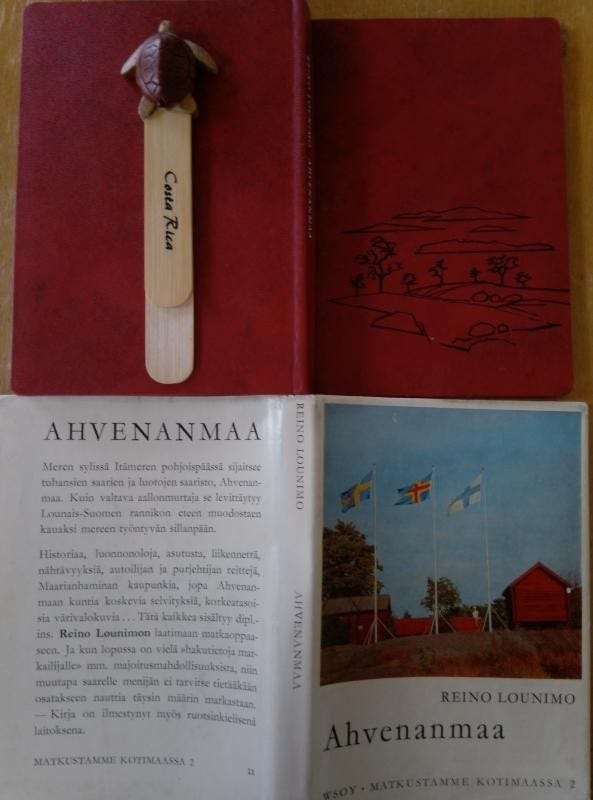 Costa Rica
REINO LOUNIMO AHVENANMAA
AHVENANMAA
Meren sylissä Itämeren pohjoispäässä sijaitsee
tuhansien saarien ja luotojen saaristo, Ahvenan-
maa. Kuin valtava aallonmurtaja se levittäytyy
Lounais-Suomen rannikon eteen muodostaen
kauaksi mereen työntyvän sillanpään.
Historiaa, luonnonoloja, asutusta, liikennettä,
nähtävyyksiä, autoilijan ja purjehtijan reittejä,
Maarianhaminan kaupunkia, jopa Ahvenan-
maan kuntia koskevia selvityksiä, korkeatasoi-
sia värivalokuvia... Tätä kaikkea sisältyy dipl.-
ins. Reino Lounimon laatimaan matkaoppaa-
seen. Ja kun lopussa on vielä »hakutietoja mat-
kailijalle» mm. majoitusmahdollisuuksista, niin
muutapa saarelle menijän ei tarvitse tietääkään
osatakseen nauttia täysin määrin matkastaan.
— Kirja on ilmestynyt myös ruotsinkielisenä
laitoksena.
MATKUSTAMME KOTIMAASSA 2
11
REINO LOUNIMO
AHVENANMAA
REINO LOUNIMO
Ahvenanmaa
WSOY • MATKUSTAMME KOTIMAASSA 2